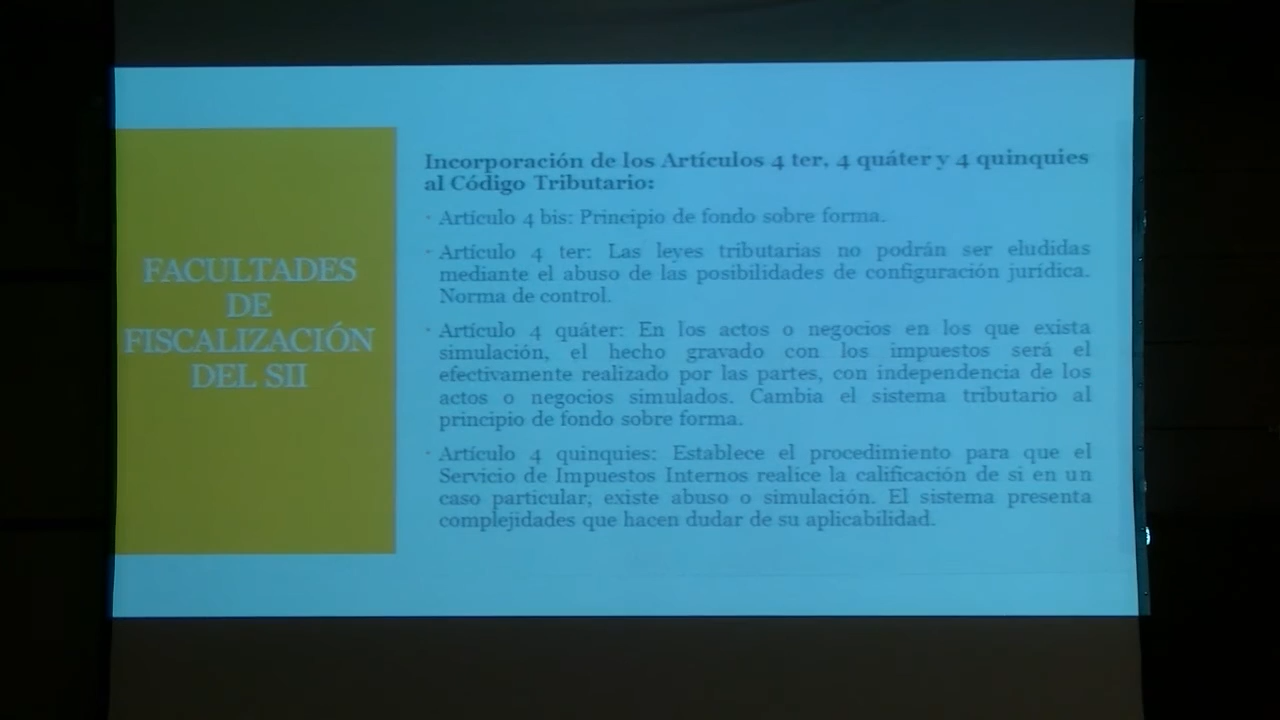 FACULTADES
DE
FISCALIZACIÓN
DEL SII
Incorporación de los Artículos 4 ter, 4 quáter y 4 quinquies
al Código Tributario:
· Artículo 4 bis: Principio de fondo sobre forma.
· Artículo 4 ter: Las leyes tributarias no podrán ser eludidas
mediante el abuso de las posibilidades de configuración jurídica.
Norma de control.
· Artículo 4 quáter: En los actos o negocios en los que exista
simulación, el hecho gravado con los impuestos será el
efectivamente realizado por las partes, con independencia de los
actos o negocios simulados. Cambia el sistema tributario al
principio de fondo sobre forma.
· Artículo 4 quinquies: Establece el procedimiento para que el
Servicio de Impuestos Internos realice la calificación de si en un
caso particular, existe abuso o simulación. El sistema presenta
complejidades que hacen dudar de su aplicabilidad.